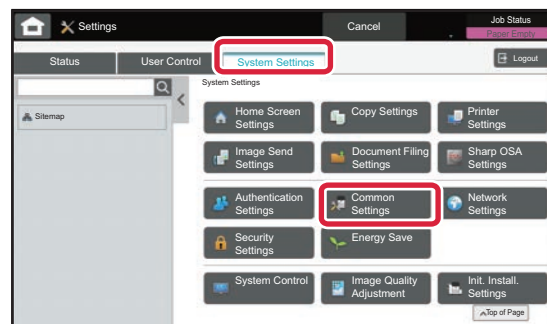 Settings
Cancel
Job Status
Paper Empty
Status
User Control
System Settings
Logout
System Settings
Sitemap
Home Screen
Settings
Copy Settings
Printer
Settings
Image Send
Settings
Document Filing
Settings
Sharp OSA
Settings
Authentication
Settings
Common
Settings
Network
Settings
Security
Settings
Energy Save
System Control
Image Quality
Adjustment
Init. Install.
Settings
Top of Page